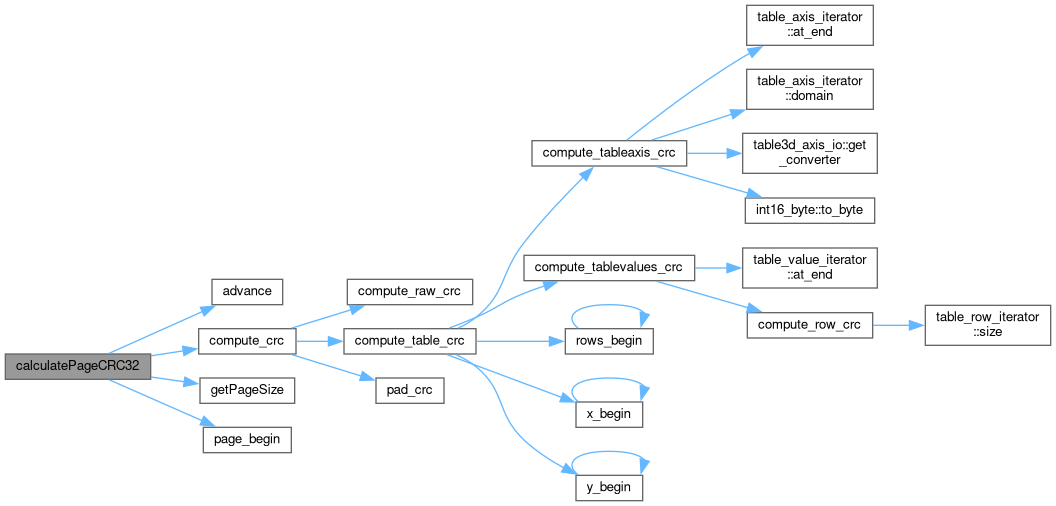 calculatePageCRC32
advance
compute_crc
getPageSize
page_begin
compute_raw_crc
compute_table_crc
pad_crc
compute_tableaxis_crc
compute_tablevalues_crc
rows_begin
x_begin
y_begin
table_axis_iterator
::at_end
table_axis_iterator
::domain
table3d_axis_io::get
_converter
int16_byte::to_byte
table_value_iterator
::at_end
compute_row_crc
table_row_iterator
::size